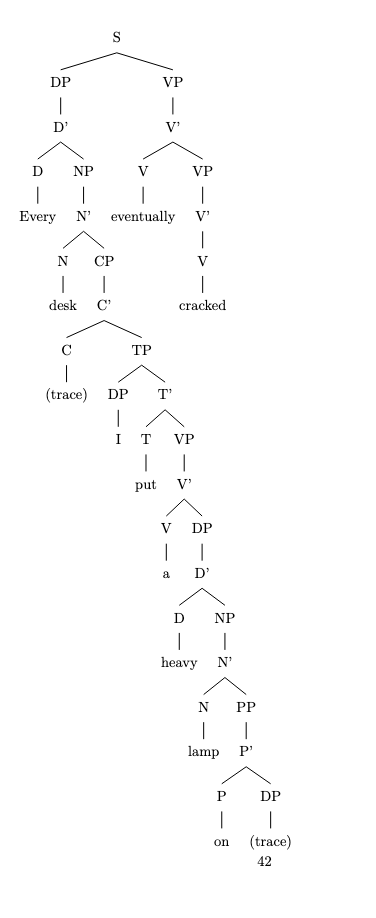 S
DP VP
D' V'
D NP V VP
Every N' eventually V'
N CP V
desk C' cracked
C TP
(trace) DP T'
I T VP
put V'
V DP
a D'
D NP
heavy N'
N PP
lamp P'
P DP
on (trace)
42